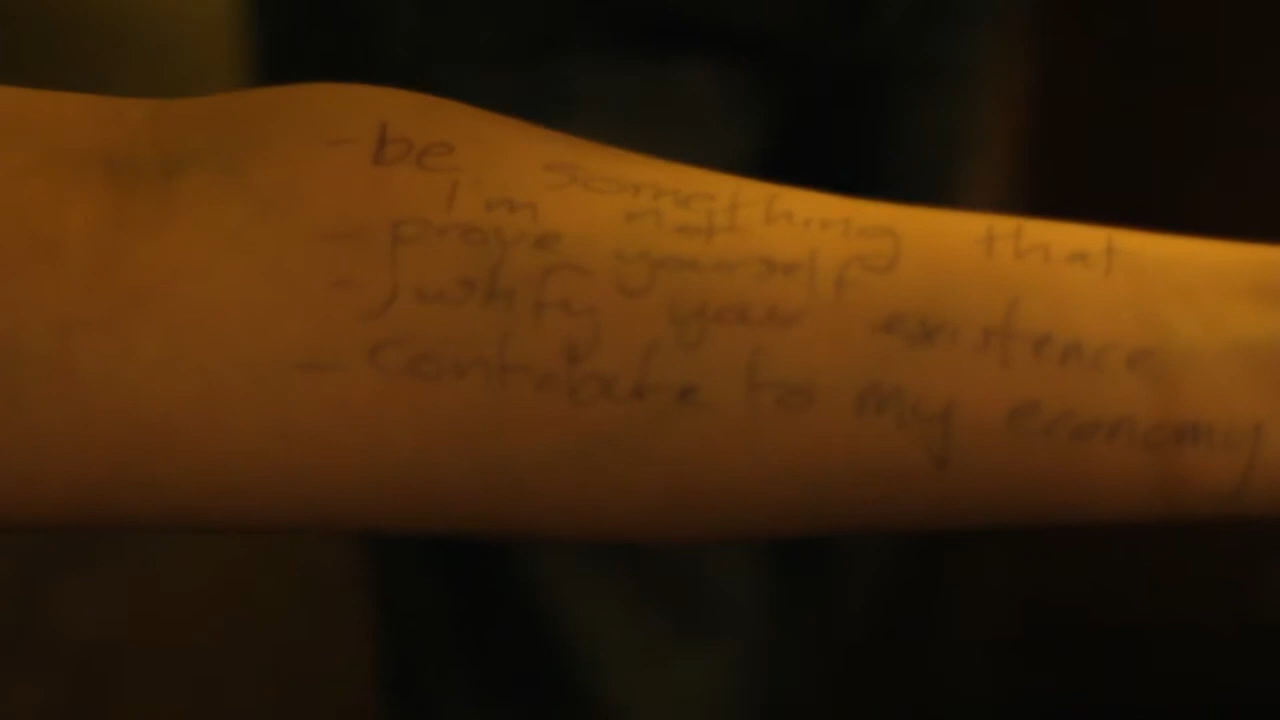 - be something that
I'm not
- prove yourself
- Justify your existence
- Contribute to my economy